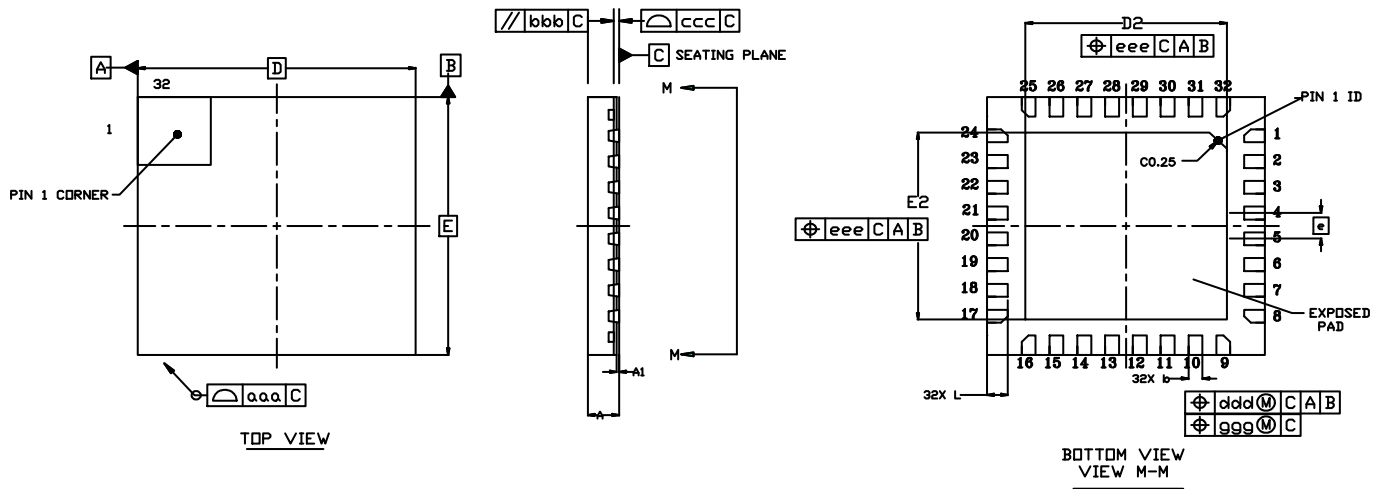 A
D
B
32
1
PIN 1 CORNER
E
aaa C
TOP VIEW
// bbb C
ccc C
C SEATING PLANE
M
M
A1
A
D2
eee C A B
25 26 27 28 29 30 31 32
PIN 1 ID
24
23
22
21
20
19
18
17
1
2
3
4
5
6
7
8
C0.25
E2
eee C A B
e
EXPOSED
PAD
16 15 14 13 12 11 10 9
32X b
32X L
ddd Ⓜ C A B
ggg Ⓜ C
BOTTOM VIEW
VIEW M-M